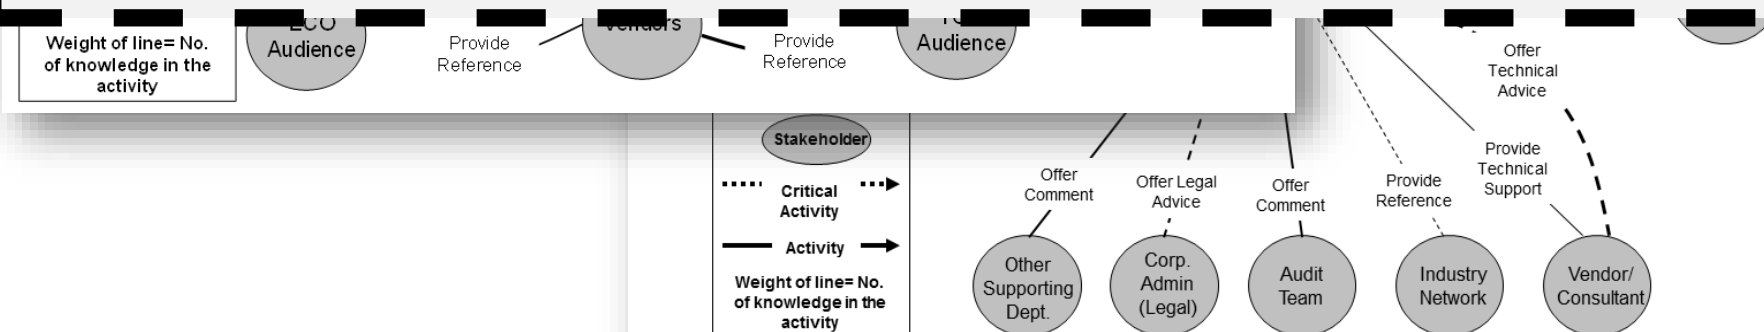 Weight of line= No.
of knowledge in the
activity
ECO
Audience
Provide
Reference
Vendors
Provide
Reference
Audience
Offer
Technical
Advice
Stakeholder
Critical
Activity
Activity
Weight of line= No.
of knowledge in the
activity
Offer
Comment
Offer Legal
Advice
Offer
Comment
Provide
Reference
Provide
Technical
Support
Other
Supporting
Dept.
Corp.
Admin
(Legal)
Audit
Team
Industry
Network
Vendor/
Consultant